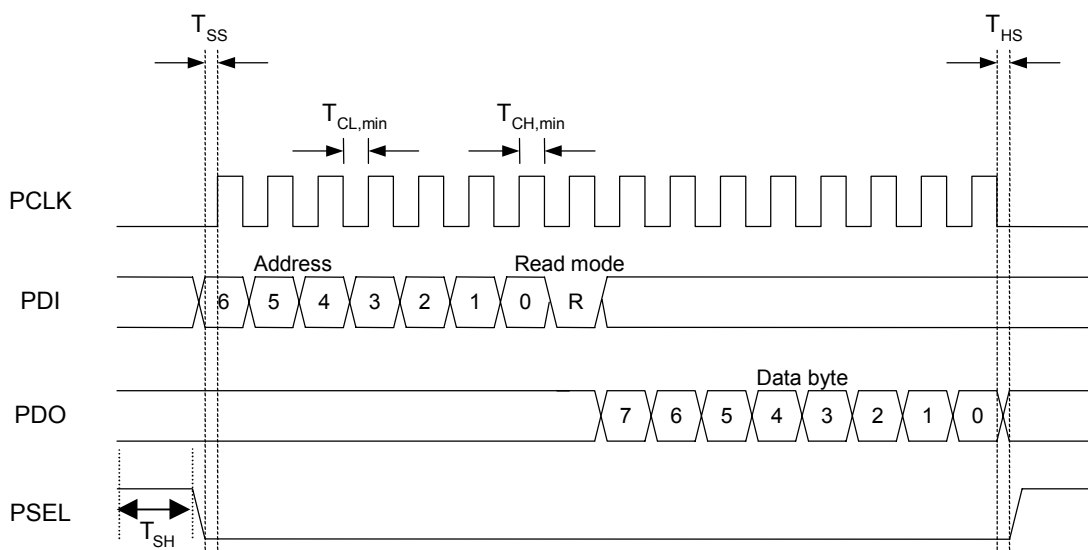 T_SS T_HS
T_CL,min T_CH,min
PCLK
Address Read mode
PDI 6 5 4 3 2 1 0 R
Data byte
PDO 7 6 5 4 3 2 1 0
PSEL
T_SH